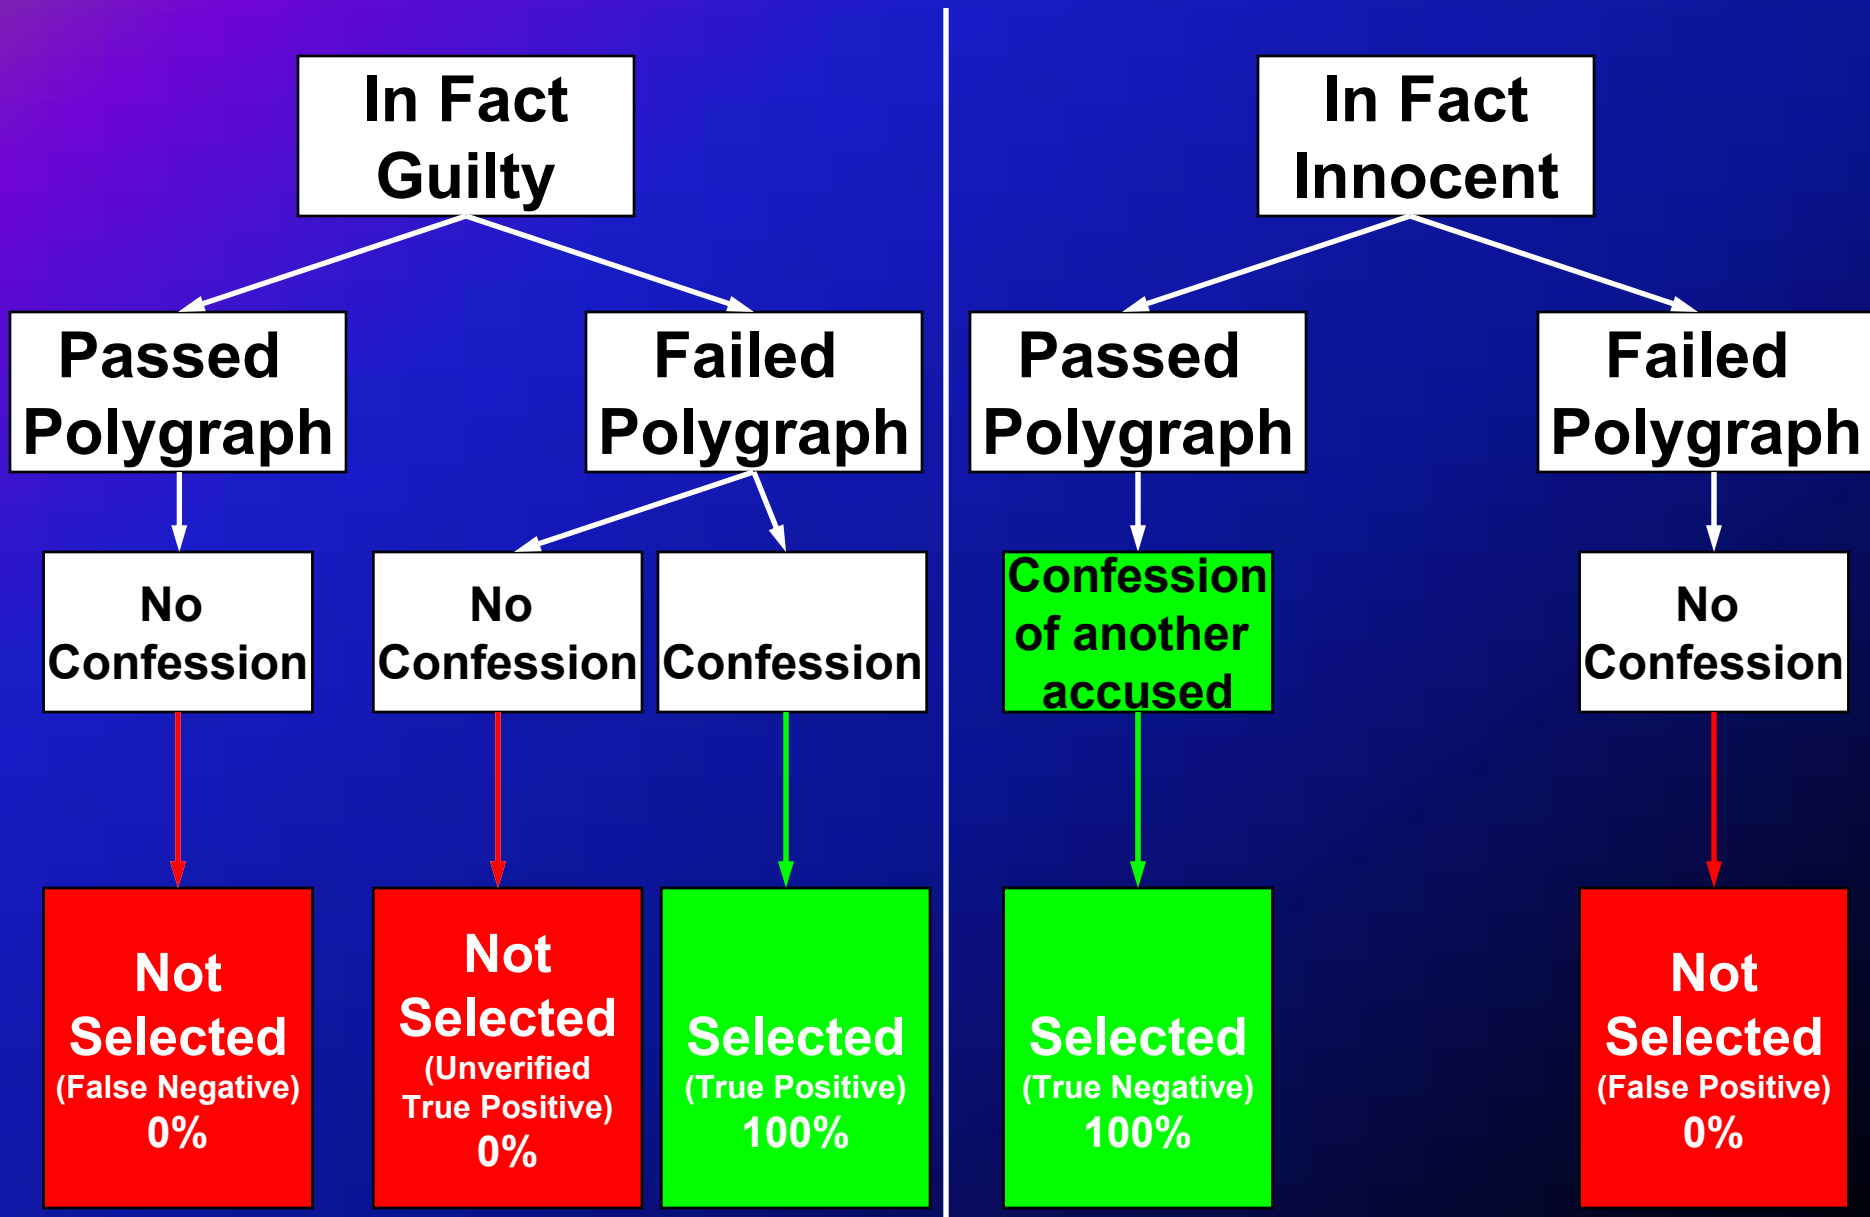 In Fact
Guilty
In Fact
Innocent
Passed
Polygraph
Failed
Polygraph
Passed
Polygraph
Failed
Polygraph
No
Confession
No
Confession
Confession
Confession
of another
accused
No
Confession
Not
Selected
(False Negative)
0%
Not
Selected
(Unverified
True Positive)
0%
Selected
(True Positive)
100%
Selected
(True Negative)
100%
Not
Selected
(False Positive)
0%